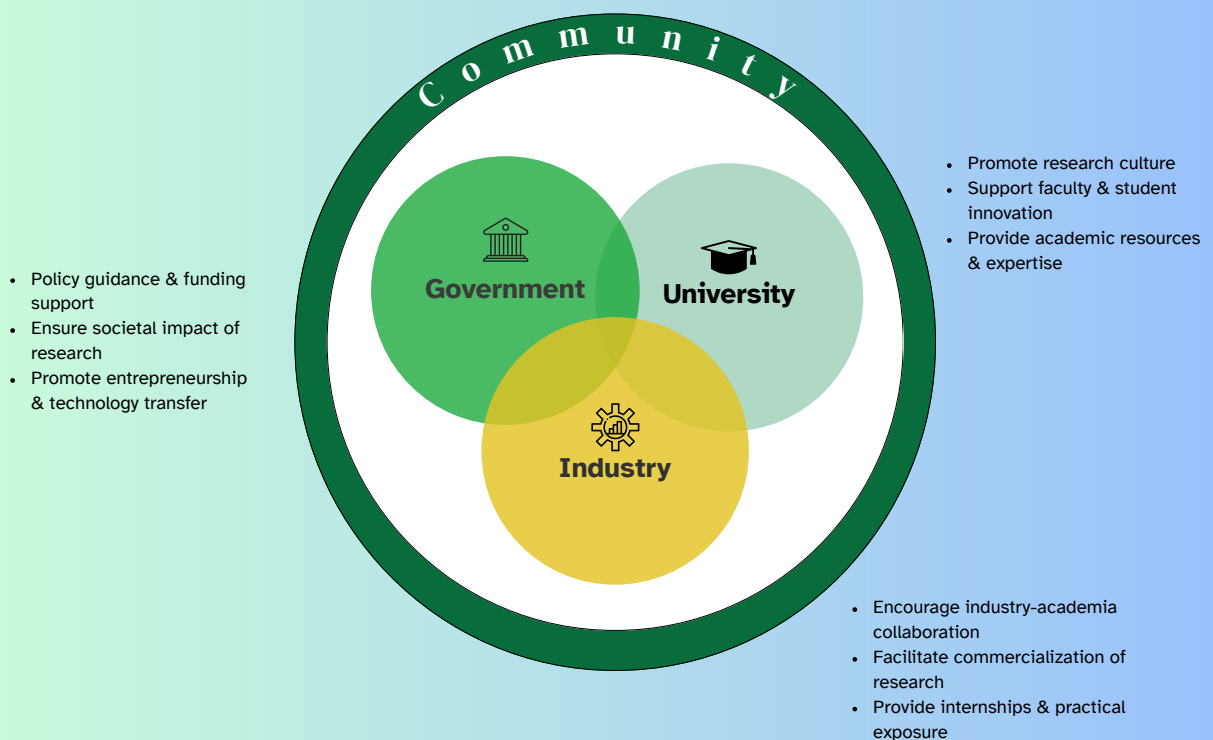 Community
Government
University
Industry
• Policy guidance & funding
support
• Ensure societal impact of
research
• Promote entrepreneurship
& technology transfer
• Promote research culture
• Support faculty & student
innovation
• Provide academic resources
& expertise
• Encourage industry-academia
collaboration
• Facilitate commercialization of
research
• Provide internships & practical
exposure